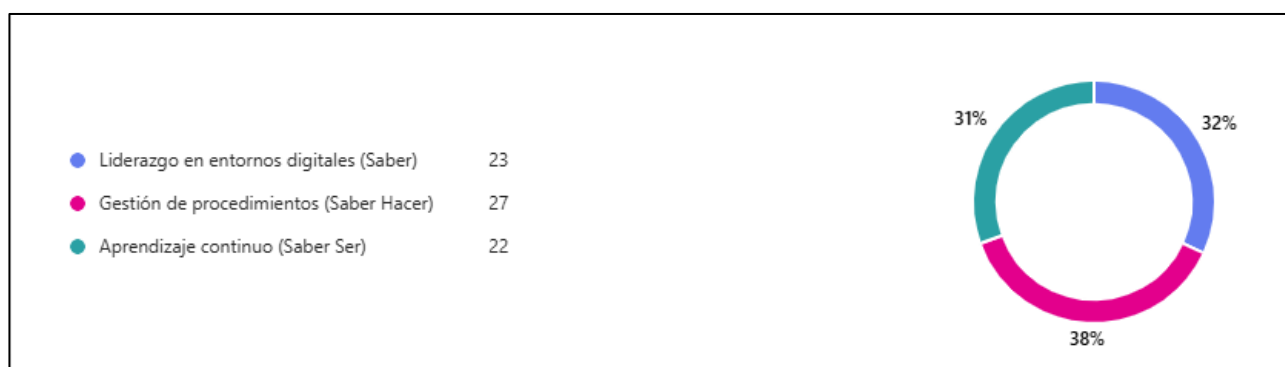 Liderazgo en entornos digitales (Saber) 23
Gestión de procedimientos (Saber Hacer) 27
Aprendizaje continuo (Saber Ser) 22
31%
32%
38%